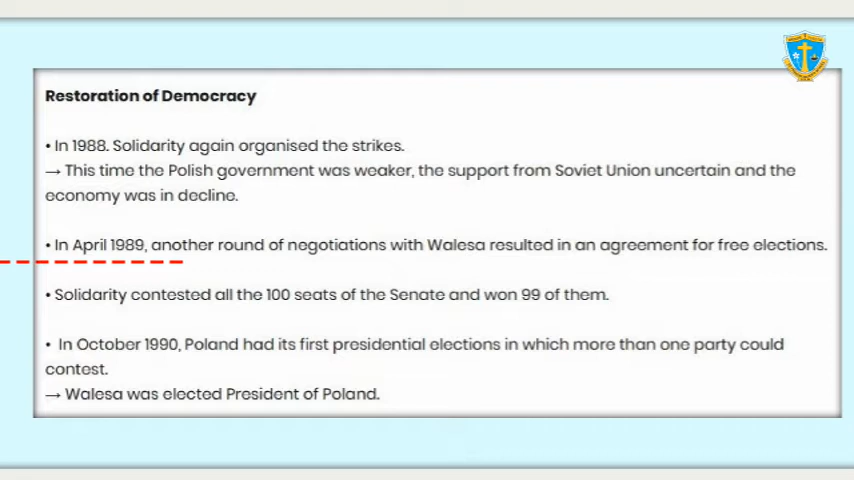 Restoration of Democracy
• In 1988. Solidarity again organised the strikes.
→ This time the Polish government was weaker, the support from Soviet Union uncertain and the
economy was in decline.
• In April 1989, another round of negotiations with Walesa resulted in an agreement for free elections.
• Solidarity contested all the 100 seats of the Senate and won 99 of them.
• In October 1990, Poland had its first presidential elections in which more than one party could
contest.
→ Walesa was elected President of Poland.